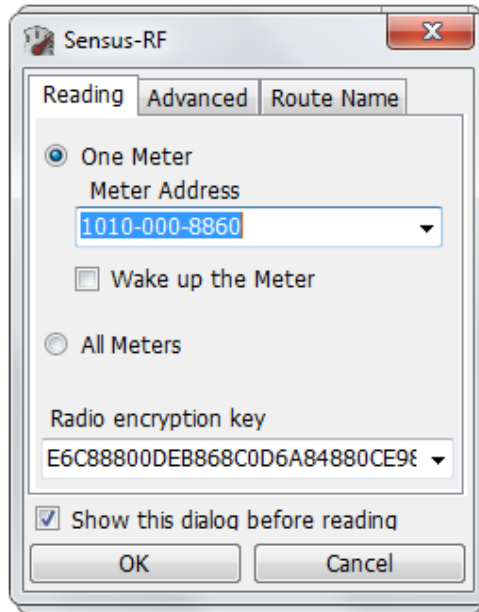 Sensus-RF
Reading Advanced Route Name
One Meter
Meter Address
1010-000-8860
Wake up the Meter
All Meters
Radio encryption key
E6C88800DEB868C0D6A84880CE98
Show this dialog before reading
OK Cancel